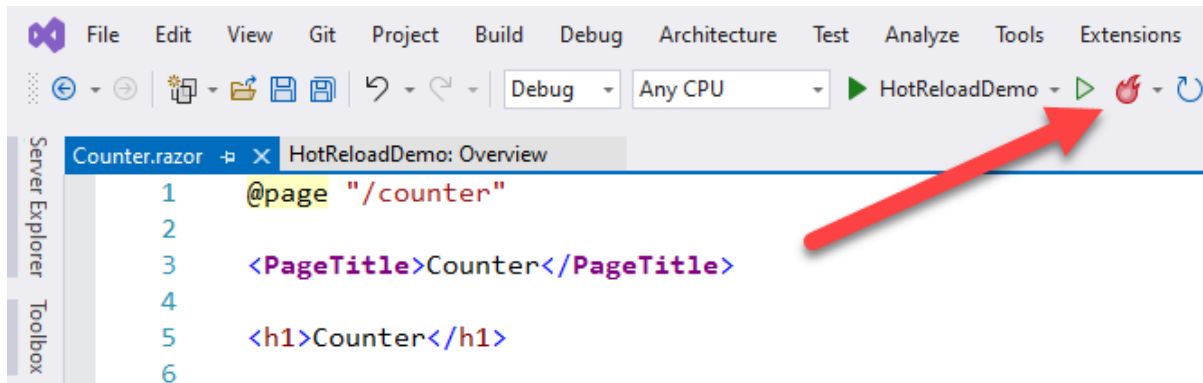 File Edit View Git Project Build Debug Architecture Test Analyze Tools Extensions
Debug Any CPU HotReloadDemo
Server Explorer
Toolbox
Counter.razor HotReloadDemo: Overview
1 @page "/counter"
2
3 <PageTitle>Counter</PageTitle>
4
5 <h1>Counter</h1>
6